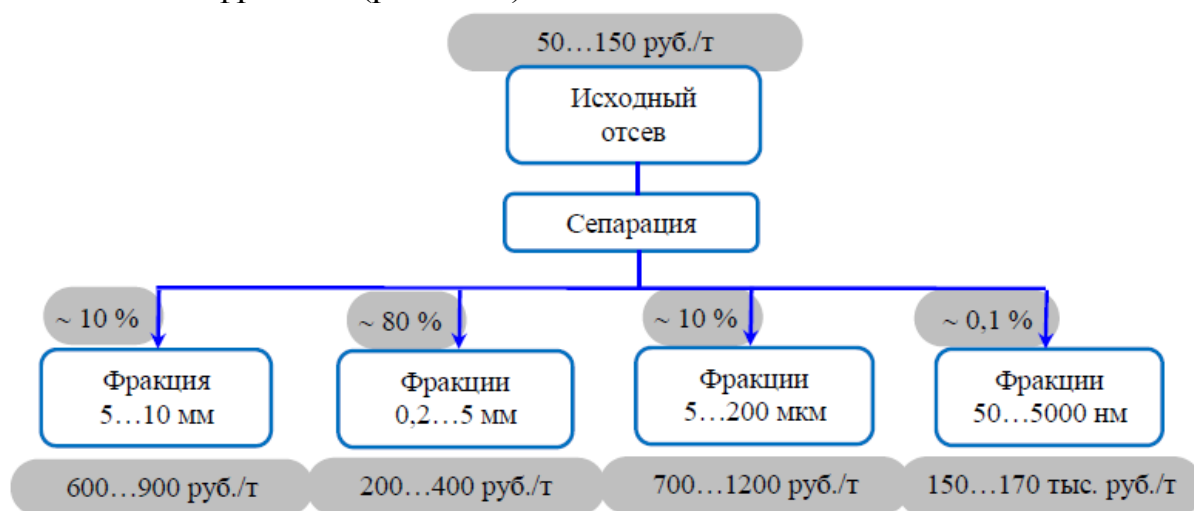 50…150 руб./т
Исходный
отсев
Сепарация
~ 10 %
~ 80 %
~ 10 %
~ 0,1 %
Фракция
5…10 мм
Фракции
0,2…5 мм
Фракции
5…200 мкм
Фракции
50…5000 нм
600…900 руб./т
200…400 руб./т
700…1200 руб./т
150…170 тыс. руб./т